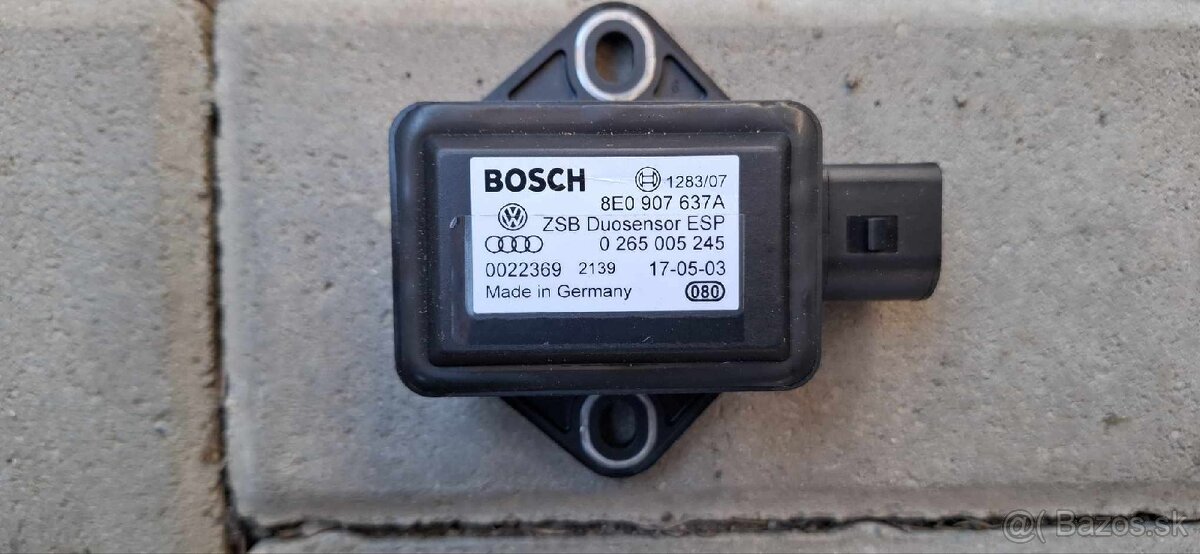 BOSCH 1283/07
8E0 907 637A
ZSB Duosensor ESP
0 265 005 245
0022369 2139 17-05-03
Made in Germany 080
@( Bazos.sk